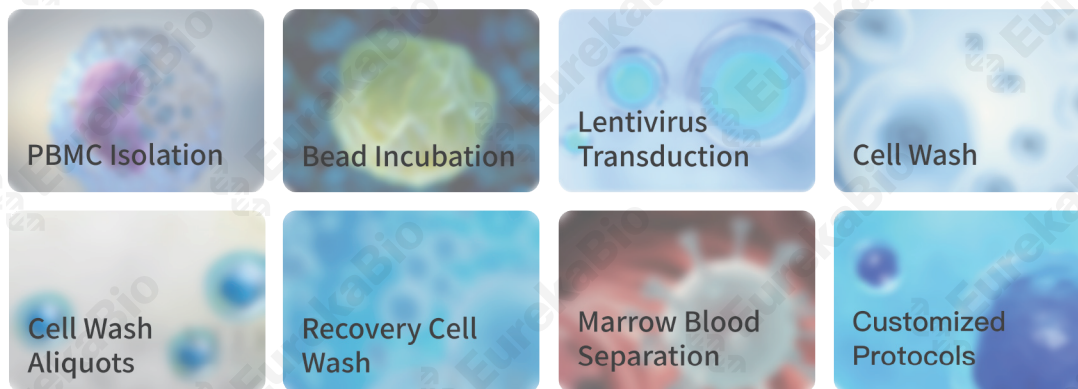 PBMC Isolation
Bead Incubation
Lentivirus
Transduction
Cell Wash
Cell Wash
Aliquots
Recovery Cell
Wash
Marrow Blood
Separation
Customized
Protocols
EurekaBio